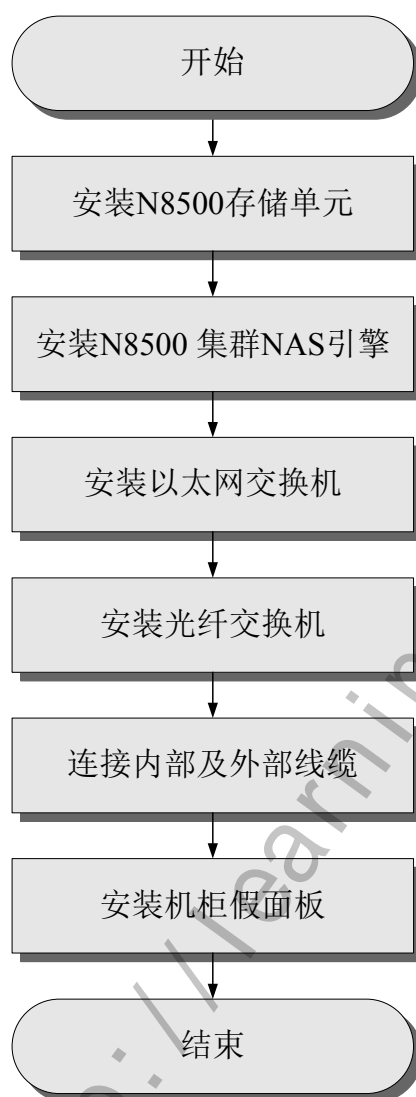 开始
安装N8500存储单元
安装N8500 集群NAS引擎
安装以太网交换机
安装光纤交换机
连接内部及外部线缆
安装机柜假面板
结束
://learnin